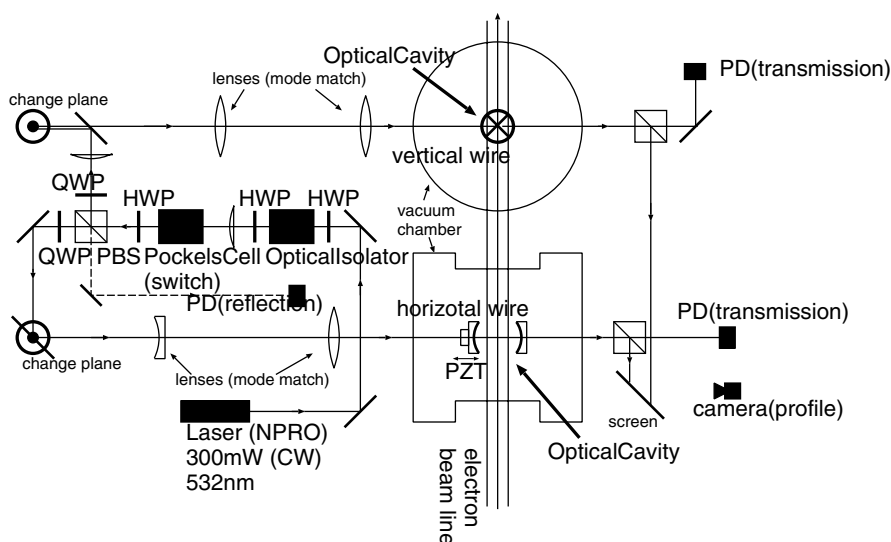 OpticalCavity
PD(transmission)
lenses (mode match)
change plane
vertical wire
QWP
HWP
HWP
HWP
vacuum
chamber
QWP
PBS
PockelsCell
(switch)
OpticalIsolator
PD(reflection)
horizotal wire
PD(transmission)
change plane
lenses (mode match)
PZT
camera(profile)
screen
Laser (NPRO)
300mW (CW)
532nm
OpticalCavity
electron
beam line